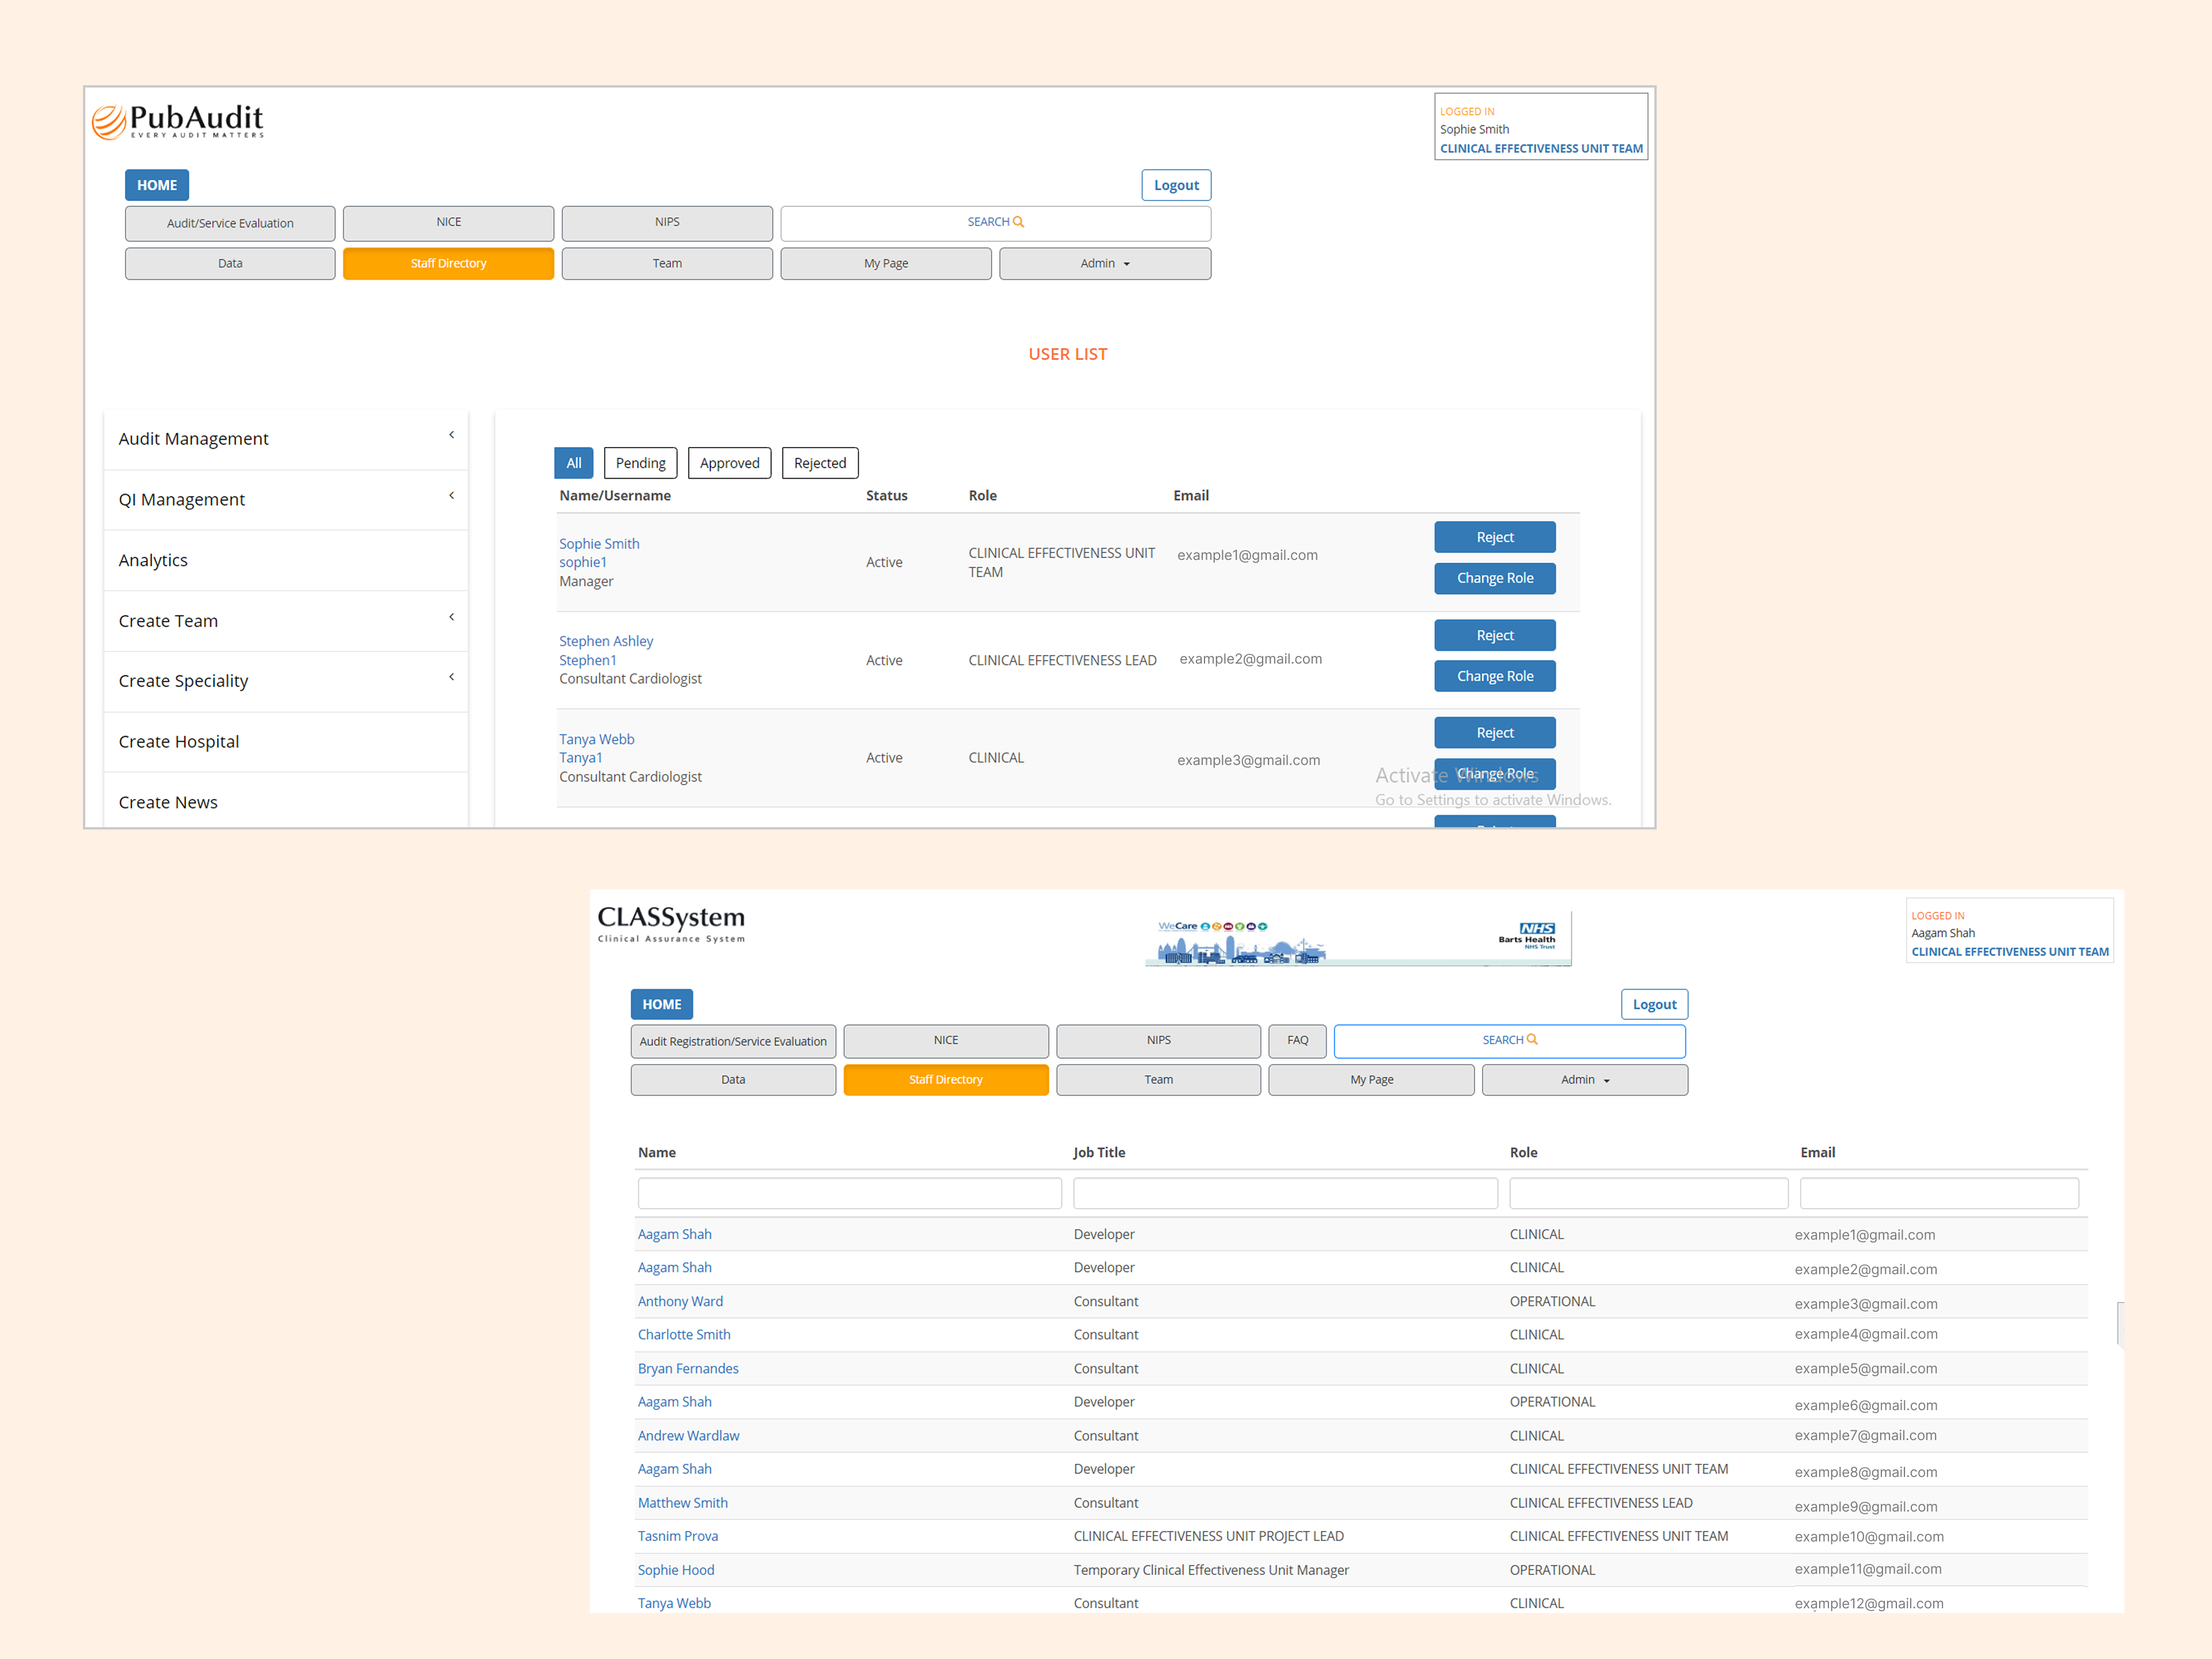 PubAudit
EVERY AUDIT MATTERS
LOGGED IN
Sophie Smith
CLINICAL EFFECTIVENESS UNIT TEAM
HOME
Logout
Audit/Service Evaluation NICE NIPS SEARCH
Data Staff Directory Team My Page Admin
USER LIST
Audit Management
QI Management
Analytics
Create Team
Create Speciality
Create Hospital
Create News
All Pending Approved Rejected
Name/Username Status Role Email
Sophie Smith
sophie1
Manager
Active
CLINICAL EFFECTIVENESS UNIT
TEAM
example1@gmail.com
Reject
Change Role
Stephen Ashley
Stephen1
Consultant Cardiologist
Active
CLINICAL EFFECTIVENESS LEAD
example2@gmail.com
Reject
Change Role
Tanya Webb
Tanya1
Consultant Cardiologist
Active
CLINICAL
example3@gmail.com
Reject
Change Role
Activate Windows
Go to Settings to activate Windows.
CLASSystem
Clinical Assurance System
WeCare
NHS
Barts Health
NHS Trust
LOGGED IN
Aagam Shah
CLINICAL EFFECTIVENESS UNIT TEAM
HOME
Logout
Audit Registration/Service Evaluation NICE NIPS FAQ SEARCH
Data Staff Directory Team My Page Admin
Name Job Title Role Email
Aagam Shah Developer CLINICAL example1@gmail.com
Aagam Shah Developer CLINICAL example2@gmail.com
Anthony Ward Consultant OPERATIONAL example3@gmail.com
Charlotte Smith Consultant CLINICAL example4@gmail.com
Bryan Fernandes Consultant CLINICAL example5@gmail.com
Aagam Shah Developer OPERATIONAL example6@gmail.com
Andrew Wardlaw Consultant CLINICAL example7@gmail.com
Aagam Shah Developer CLINICAL EFFECTIVENESS UNIT TEAM example8@gmail.com
Matthew Smith Consultant CLINICAL EFFECTIVENESS LEAD example9@gmail.com
Tasnim Prova CLINICAL EFFECTIVENESS UNIT PROJECT LEAD CLINICAL EFFECTIVENESS UNIT TEAM example10@gmail.com
Sophie Hood Temporary Clinical Effectiveness Unit Manager OPERATIONAL example11@gmail.com
Tanya Webb Consultant CLINICAL example12@gmail.com